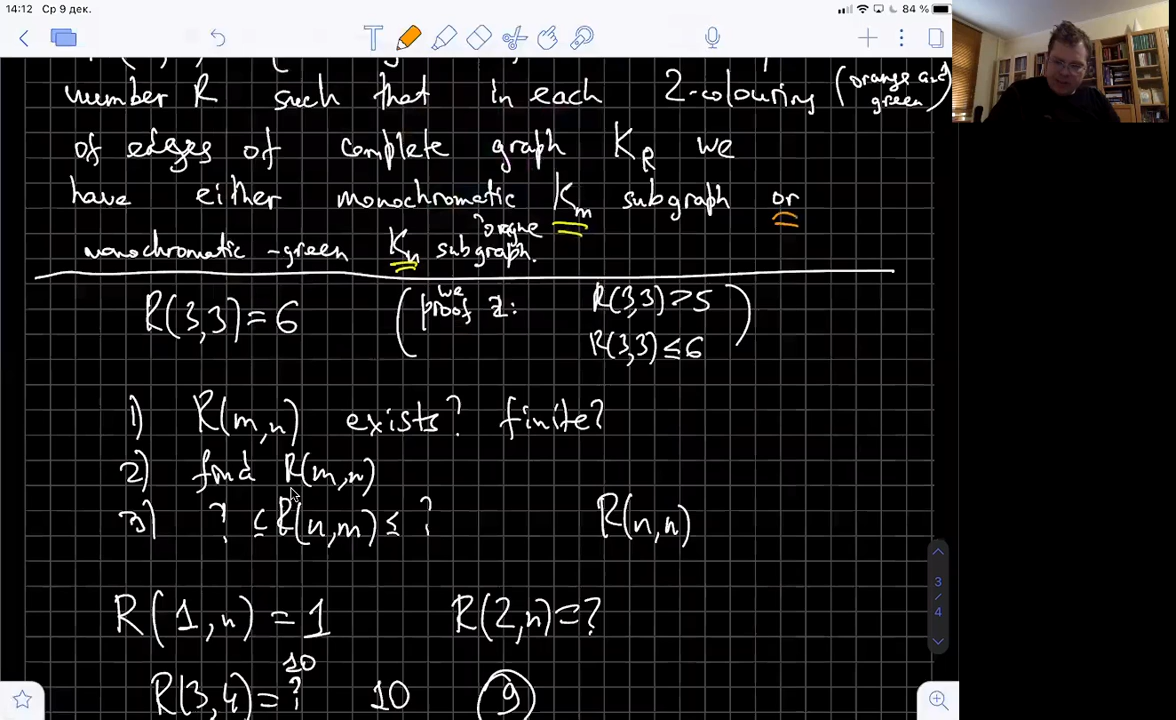 14:12 Ср 9 дек.
84 %
number R such that in each 2-colouring (orange and
green)
of edges of complete graph K_R we
have either monochromatic K_m subgraph or
monochromatic -green K_n subgraph.
R(3,3) = 6 (we proof 2: R(3,3) > 5
R(3,3) ≤ 6)
1) R(m,n) exists? finite?
2) find R(m,n)
3) ? ≤ R(n,m) ≤ ? R(n,n)
R(1,n) = 1 R(2,n) = ?
10
R(3,4) = ? 10 9
3
/
4